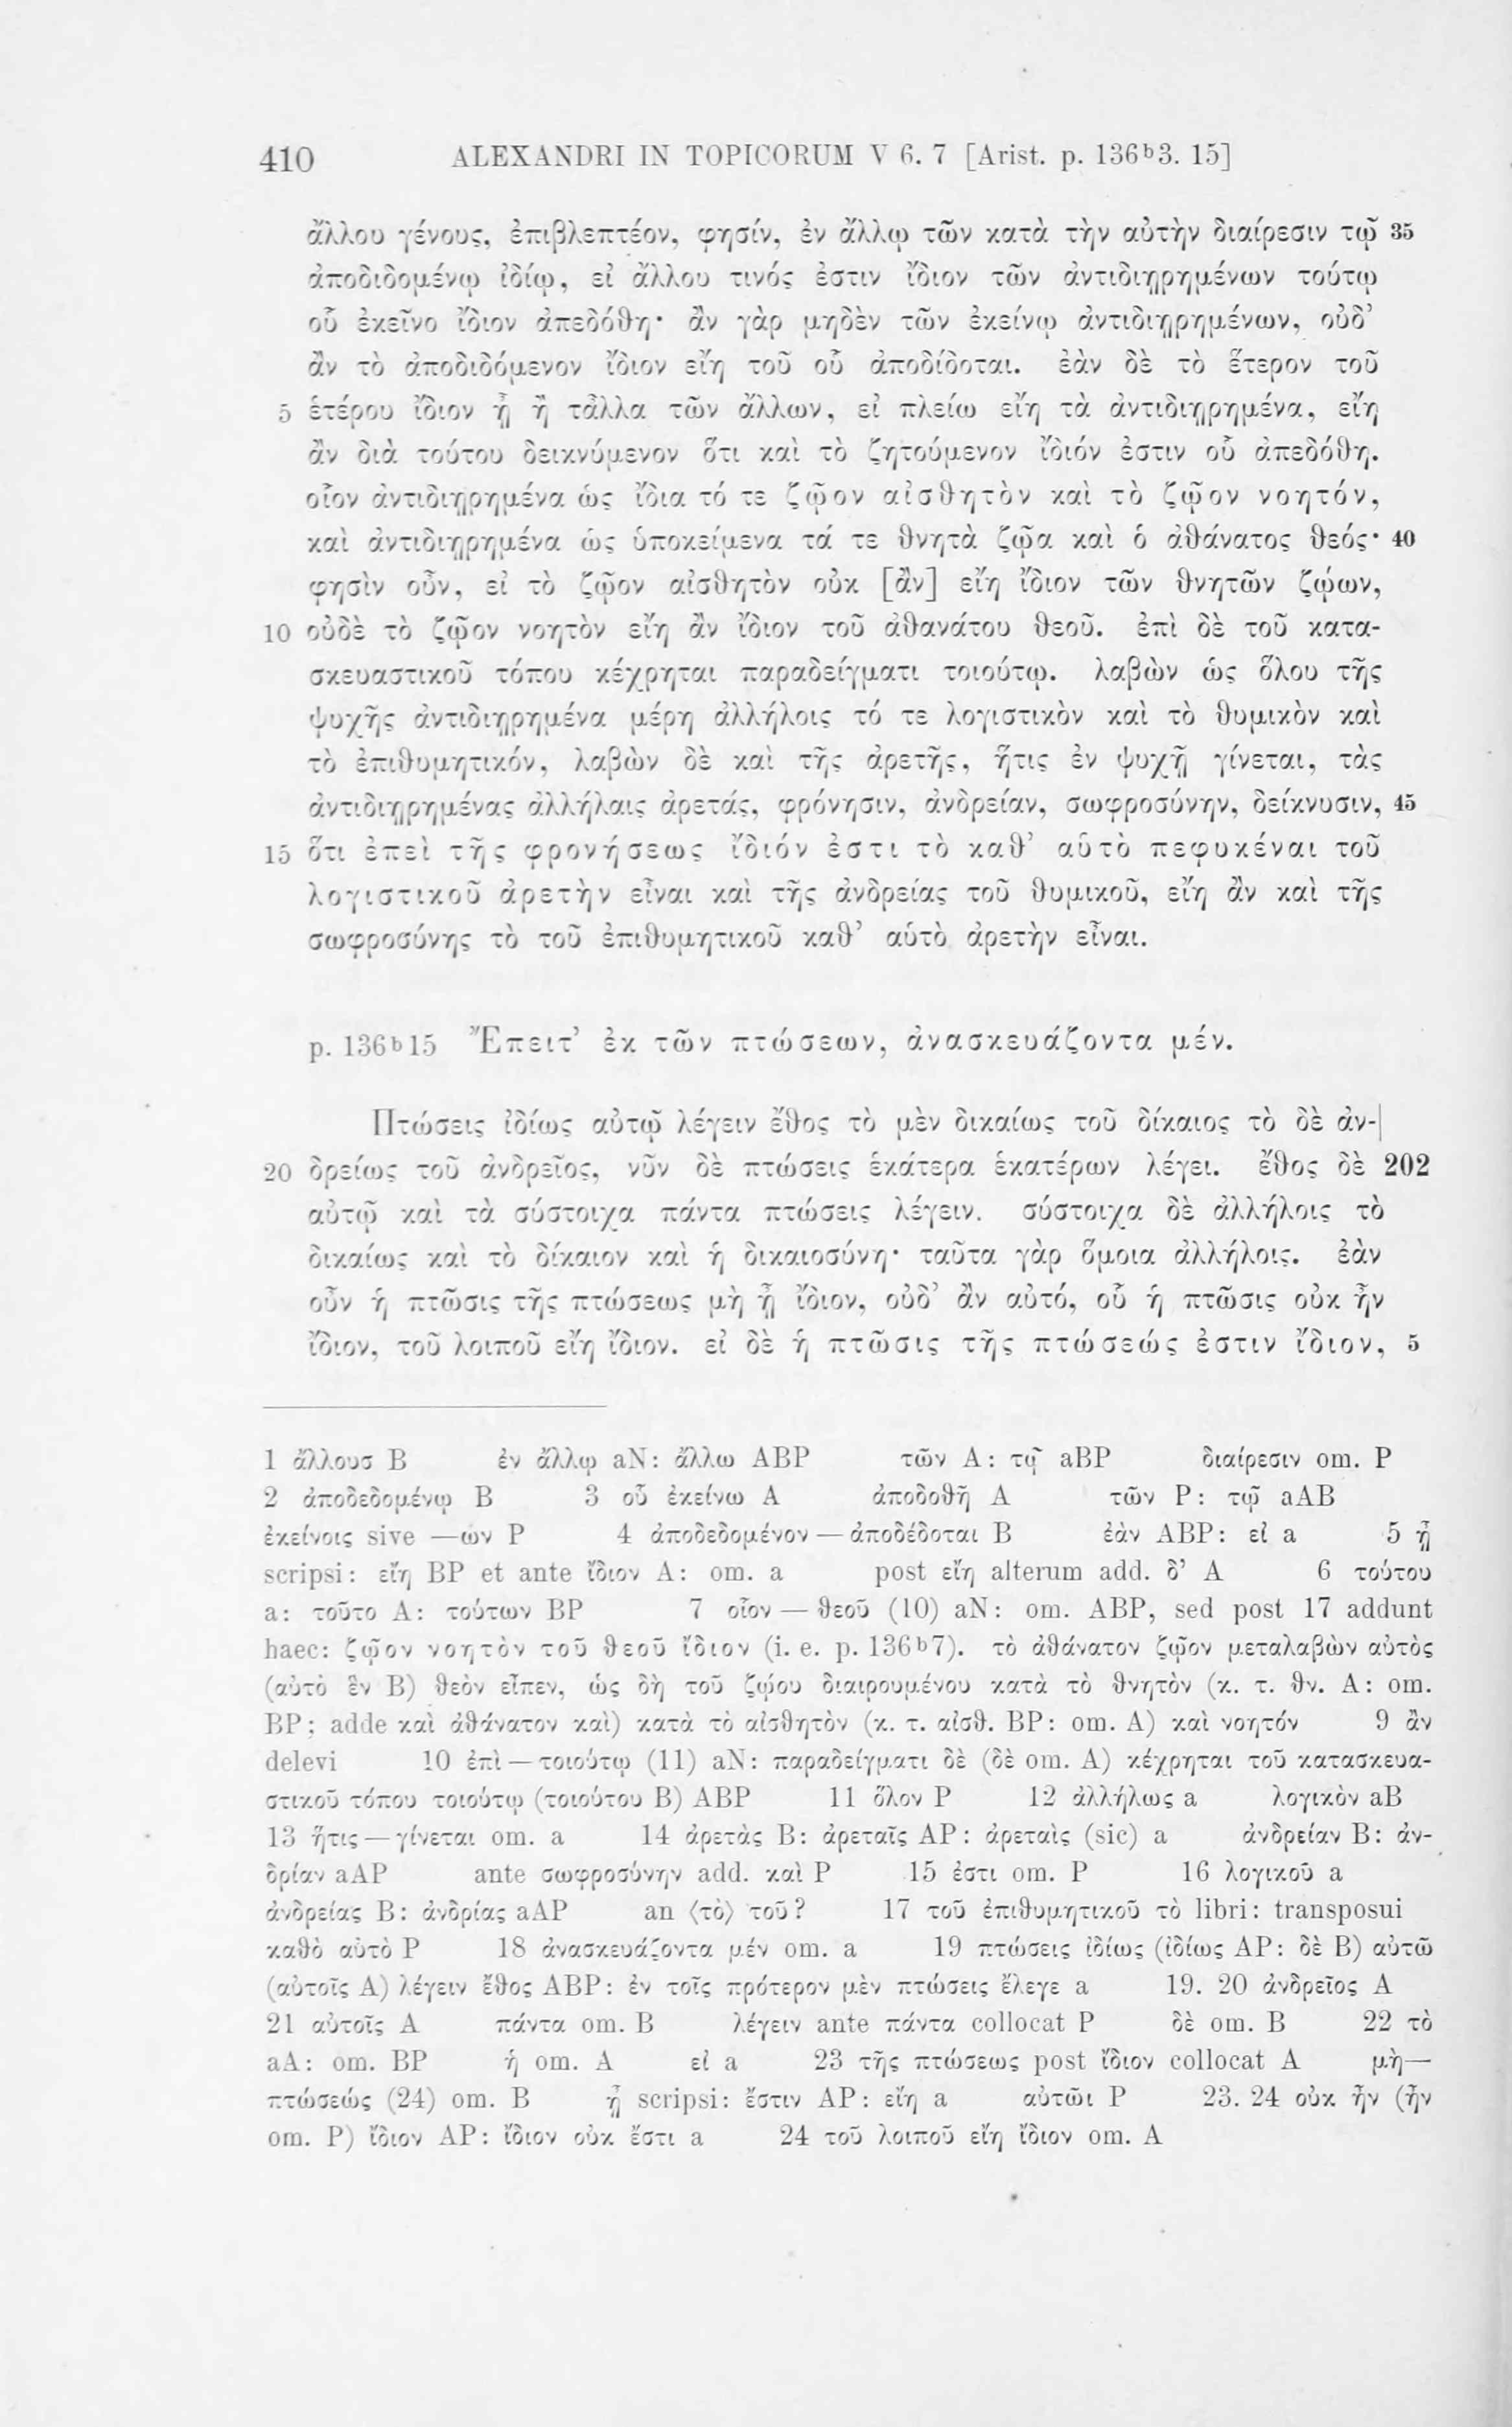 410 ALEXANDRI IN TOPICORUM V 6. 7 [Arist. p. 136ᵇ3. 15]
ἄλλου γένους, ἐπιβλεπτέον, φησίν, ἐν ἄλλῳ τῶν κατὰ τὴν αὐτὴν διαίρεσιν τῷ 35
ἀποδιδομένῳ ἰδίῳ, εἰ ἄλλου τινός ἐστιν ἴδιον τῶν ἀντιδιῃρημένων τούτῳ
οὗ ἐκεῖνο ἴδιον ἀπεδόθη· ἂν γὰρ μηδὲν τῶν ἐκείνῳ ἀντιδιῃρημένων, οὐδ’
ἂν τὸ ἀποδιδόμενον ἴδιον εἴη τοῦ οὗ ἀποδίδοται. ἐὰν δὲ τὸ ἕτερον τοῦ
5 ἑτέρου ἴδιον ᾖ ἢ τἆλλα τῶν ἄλλων, εἰ πλείω εἴη τὰ ἀντιδιῃρημένα, εἴη
ἂν διὰ τούτου δεικνύμενον ὅτι καὶ τὸ ζητούμενον ἴδιόν ἐστιν οὗ ἀπεδόθη.
οἷον ἀντιδιῃρημένα ὡς ἴδια τό τε ζῷον αἰσθητὸν καὶ τὸ ζῷον νοητόν,
καὶ ἀντιδιῃρημένα ὡς ὑποκείμενα τά τε θνητὰ ζῷα καὶ ὁ ἀθάνατος θεός· 40
φησὶν οὖν, εἰ τὸ ζῷον αἰσθητὸν οὐκ [ἂν] εἴη ἴδιον τῶν θνητῶν ζῴων,
10 οὐδὲ τὸ ζῷον νοητὸν εἴη ἂν ἴδιον τοῦ ἀθανάτου θεοῦ. ἐπὶ δὲ τοῦ κατα-
σκευαστικοῦ τόπου κέχρηται παραδείγματι τοιούτῳ. λαβὼν ὡς ὅλου τῆς
ψυχῆς ἀντιδιῃρημένα μέρη ἀλλήλοις τό τε λογιστικὸν καὶ τὸ θυμικὸν καὶ
τὸ ἐπιθυμητικόν, λαβὼν δὲ καὶ τῆς ἀρετῆς, ἥτις ἐν ψυχῇ γίνεται, τὰς
ἀντιδιῃρημένας ἀλλήλαις ἀρετάς, φρόνησιν, ἀνδρείαν, σωφροσύνην, δείκνυσιν, 45
15 ὅτι ἐπεὶ τῆς φρονήσεως ἴδιόν ἐστι τὸ καθ’ αὑτὸ πεφυκέναι τοῦ
λογιστικοῦ ἀρετὴν εἶναι καὶ τῆς ἀνδρείας τοῦ θυμικοῦ, εἴη ἂν καὶ τῆς
σωφροσύνης τὸ τοῦ ἐπιθυμητικοῦ καθ’ αὑτὸ ἀρετὴν εἶναι.
p. 136ᵇ15 Ἔπειτ’ ἐκ τῶν πτώσεων, ἀνασκευάζοντα μέν.
Πτώσεις ἰδίως αὐτῷ λέγειν ἔθος τὸ μὲν δικαίως τοῦ δίκαιος τὸ δὲ ἀν-|
20 δρείως τοῦ ἀνδρεῖος, νῦν δὲ πτώσεις ἑκάτερα ἑκατέρων λέγει. ἔθος δὲ 202
αὐτῷ καὶ τὰ σύστοιχα πάντα πτώσεις λέγειν. σύστοιχα δὲ ἀλλήλοις τὸ
δικαίως καὶ τὸ δίκαιον καὶ ἡ δικαιοσύνη· ταῦτα γὰρ ὅμοια ἀλλήλοις. ἐὰν
οὖν ἡ πτῶσις τῆς πτώσεως μὴ ᾖ ἴδιον, οὐδ’ ἂν αὐτό, οὗ ἡ πτῶσις οὐκ ἦν
ἴδιον, τοῦ λοιποῦ εἴη ἴδιον. εἰ δὲ ἡ πτῶσις τῆς πτώσεώς ἐστιν ἴδιον, 5
1 ἄλλουσ B ἐν ἄλλῳ aN: ἄλλω ABP τῶν A: τῷ aBP διαίρεσιν om. P
2 ἀποδεδομένῳ B 3 οὗ ἐκείνω A ἀποδοθῆ A τῶν P: τῷ aAB
ἐκείνοις sive —ων P 4 ἀποδεδομένον — ἀποδέδοται B ἐὰν ABP: εἰ a 5 ᾖ
scripsi: εἴη BP et ante ἴδιον A: om. a post εἴη alterum add. δ’ A 6 τούτου
a: τοῦτο A: τούτων BP 7 οἷον — θεοῦ (10) aN: om. ABP, sed post 17 addunt
haec: ζῷον νοητὸν τοῦ θεοῦ ἴδιον (i. e. p. 136ᵇ7). τὸ ἀθάνατον ζῷον μεταλαβὼν αὐτὸς
(αὐτὸ ἓν B) θεὸν εἶπεν, ὡς δὴ τοῦ ζῴου διαιρουμένου κατὰ τὸ θνητὸν (κ. τ. θν. A: om.
BP; adde καὶ ἀθάνατον καὶ) κατὰ τὸ αἰσθητὸν (κ. τ. αἰσθ. BP: om. A) καὶ νοητόν 9 ἂν
delevi 10 ἐπὶ — τοιούτῳ (11) aN: παραδείγματι δὲ (δὲ om. A) κέχρηται τοῦ κατασκευα-
στικοῦ τόπου τοιούτῳ (τοιούτου B) ABP 11 ὅλον P 12 ἀλλήλως a λογικὸν aB
13 ἥτις — γίνεται om. a 14 ἀρετὰς B: ἀρεταῖς AP: ἀρεταὶς (sic) a ἀνδρείαν B: ἀν-
δρίαν aAP ante σωφροσύνην add. καὶ P 15 ἐστι om. P 16 λογικοῦ a
ἀνδρείας B: ἀνδρίας aAP an ⟨τὸ⟩ τοῦ? 17 τοῦ ἐπιθυμητικοῦ τὸ libri: transposui
καθὸ αὐτὸ P 18 ἀνασκευάζοντα μέν om. a 19 πτώσεις ἰδίως (ἰδίως AP: δὲ B) αὐτῶ
(αὐτοῖς A) λέγειν ἔθος ABP: ἐν τοῖς πρότερον μὲν πτώσεις ἔλεγε a 19. 20 ἀνδρεῖος A
21 αὐτοῖς A πάντα om. B λέγειν ante πάντα collocat P δὲ om. B 22 τὸ
aA: om. BP ἡ om. A εἰ a 23 τῆς πτώσεως post ἴδιον collocat A μὴ—
πτώσεώς (24) om. B ᾖ scripsi: ἔστιν AP: εἴη a αὐτῶι P 23. 24 οὐκ ἦν (ἦν
om. P) ἴδιον AP: ἴδιον οὐκ ἔστι a 24 τοῦ λοιποῦ εἴη ἴδιον om. A